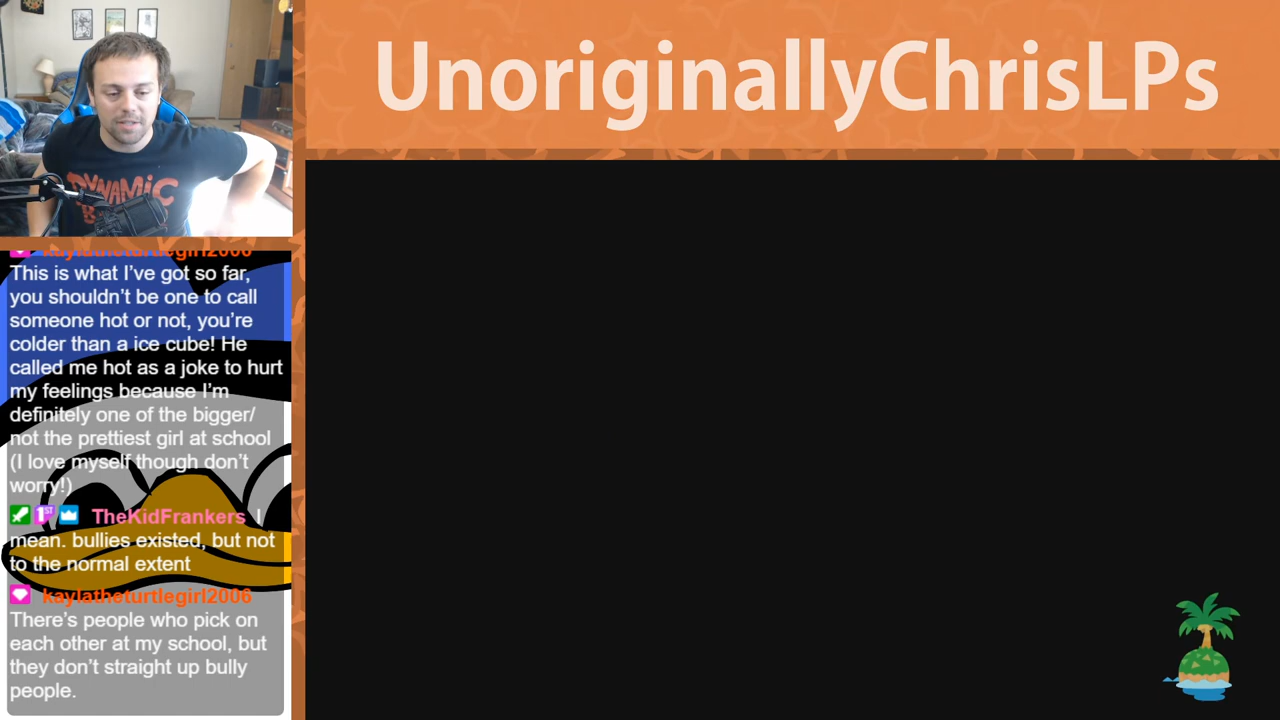 UnoriginallyChrisLPs
DYNAMiC
kaylatheturtlegirl2006
This is what I've got so far,
you shouldn't be one to call
someone hot or not, you're
colder than a ice cube! He
called me hot as a joke to hurt
my feelings because I'm
definitely one of the bigger/
not the prettiest girl at school
(I love myself though don't
worry!)
1ST TheKidFrankers I
mean. bullies existed, but not
to the normal extent
kaylatheturtlegirl2006
There's people who pick on
each other at my school, but
they don't straight up bully
people.